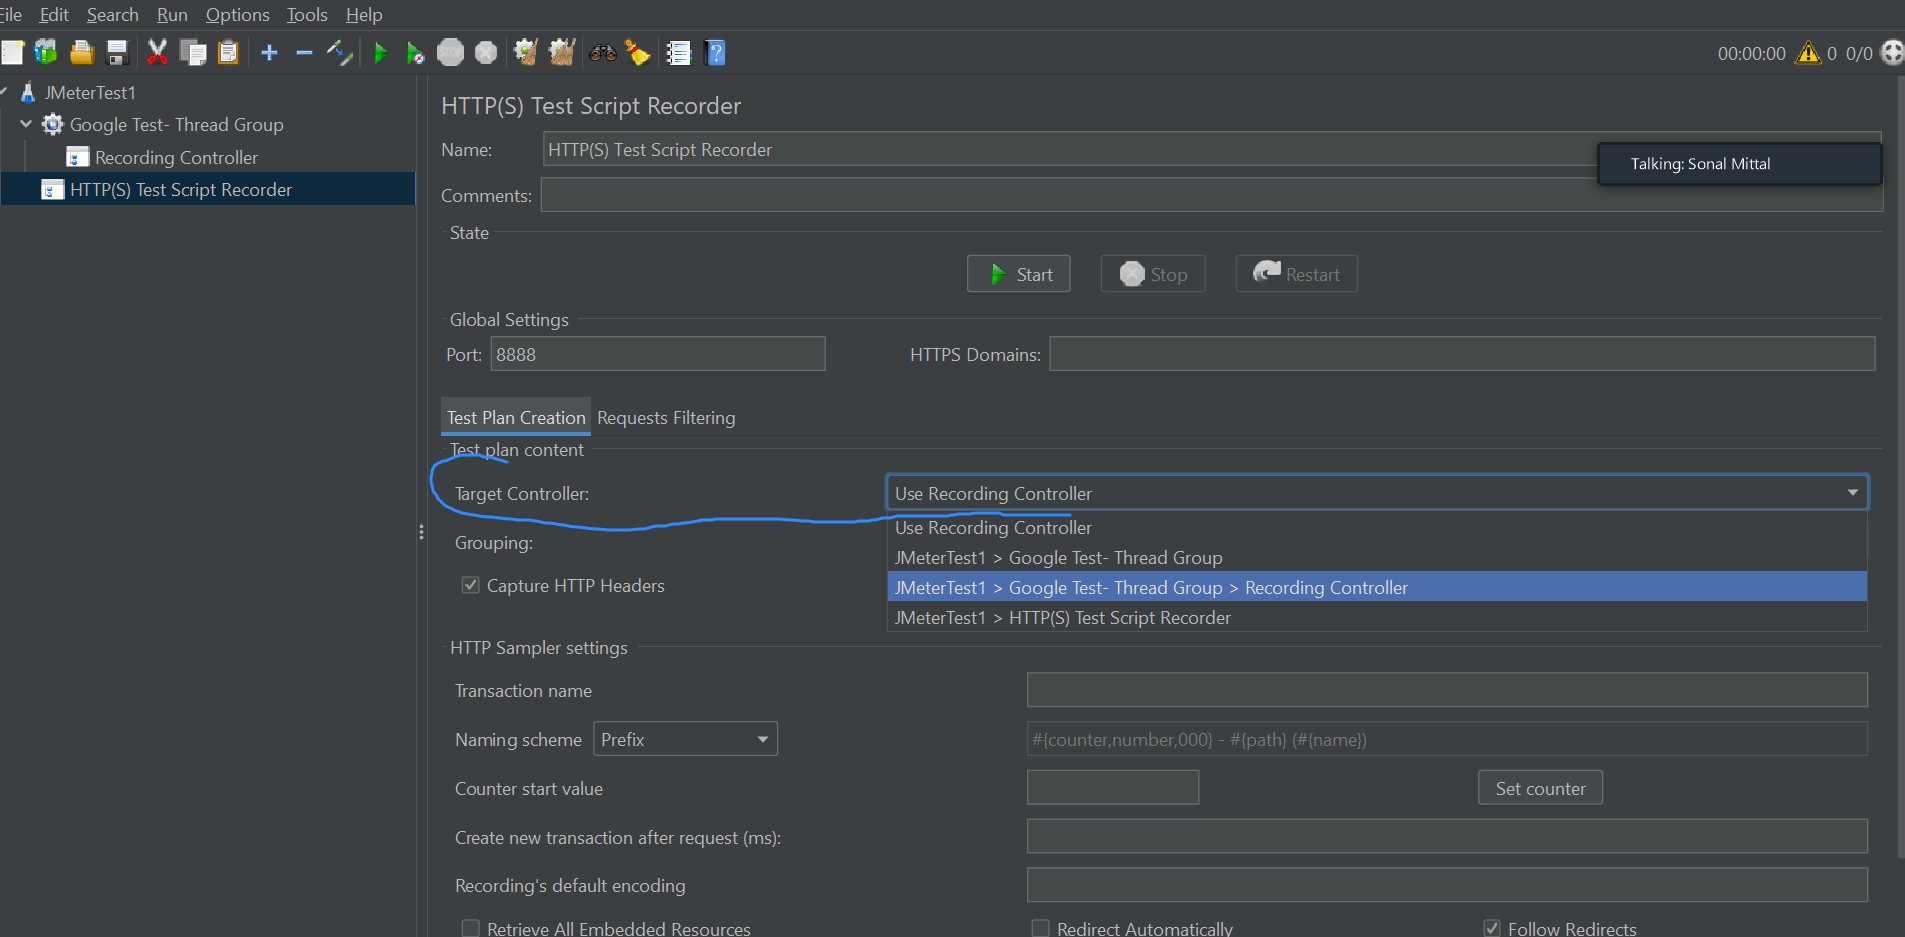 File Edit Search Run Options Tools Help
STOP
00:00:00 0 0/0
JMeterTest1
Google Test- Thread Group
Recording Controller
HTTP(S) Test Script Recorder
HTTP(S) Test Script Recorder
Name: HTTP(S) Test Script Recorder
Talking: Sonal Mittal
Comments:
State
Start Stop Restart
Global Settings
Port: 8888 HTTPS Domains:
Test Plan Creation Requests Filtering
Test plan content
Target Controller: Use Recording Controller
Use Recording Controller
Grouping:
JMeterTest1 > Google Test- Thread Group
Capture HTTP Headers
JMeterTest1 > Google Test- Thread Group > Recording Controller
JMeterTest1 > HTTP(S) Test Script Recorder
HTTP Sampler settings
Transaction name
Naming scheme Prefix #{counter,number,000} - #{path} (#{name})
Counter start value Set counter
Create new transaction after request (ms):
Recording's default encoding
Retrieve All Embedded Resources Redirect Automatically Follow Redirects